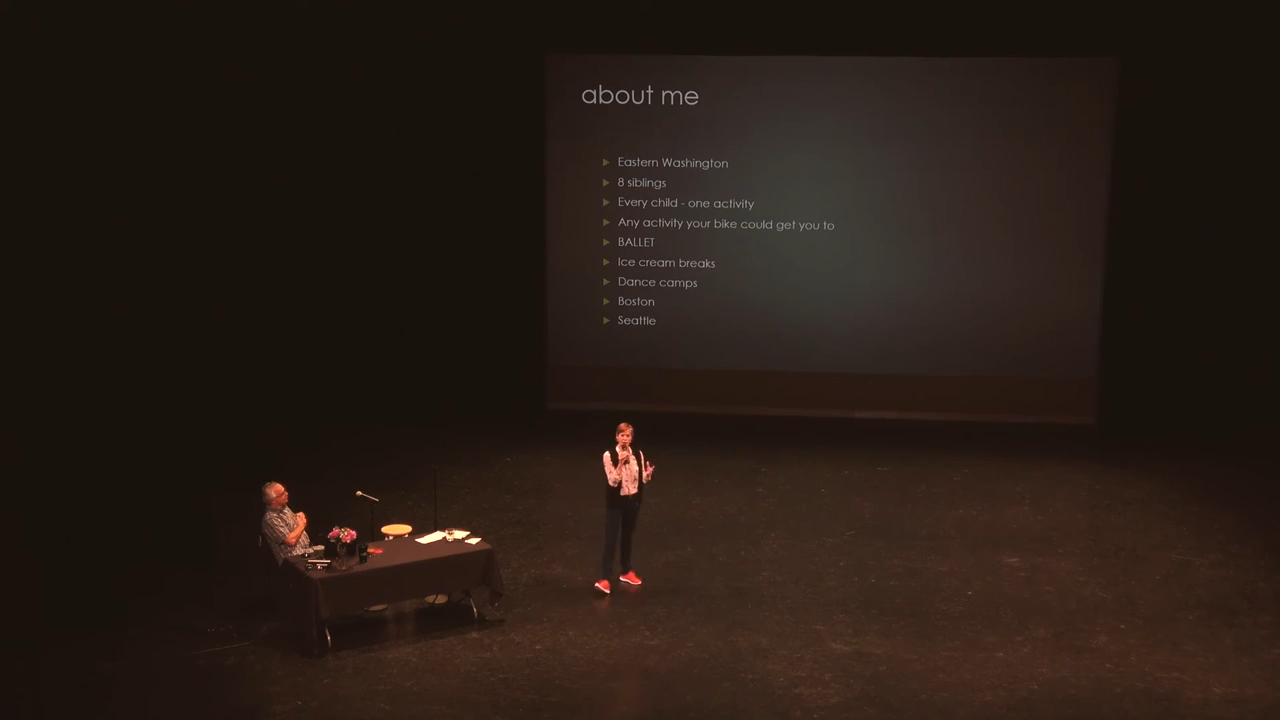 about me
Eastern Washington
8 siblings
Every child - one activity
Any activity your bike could get you to
BALLET
Ice cream breaks
Dance camps
Boston
Seattle